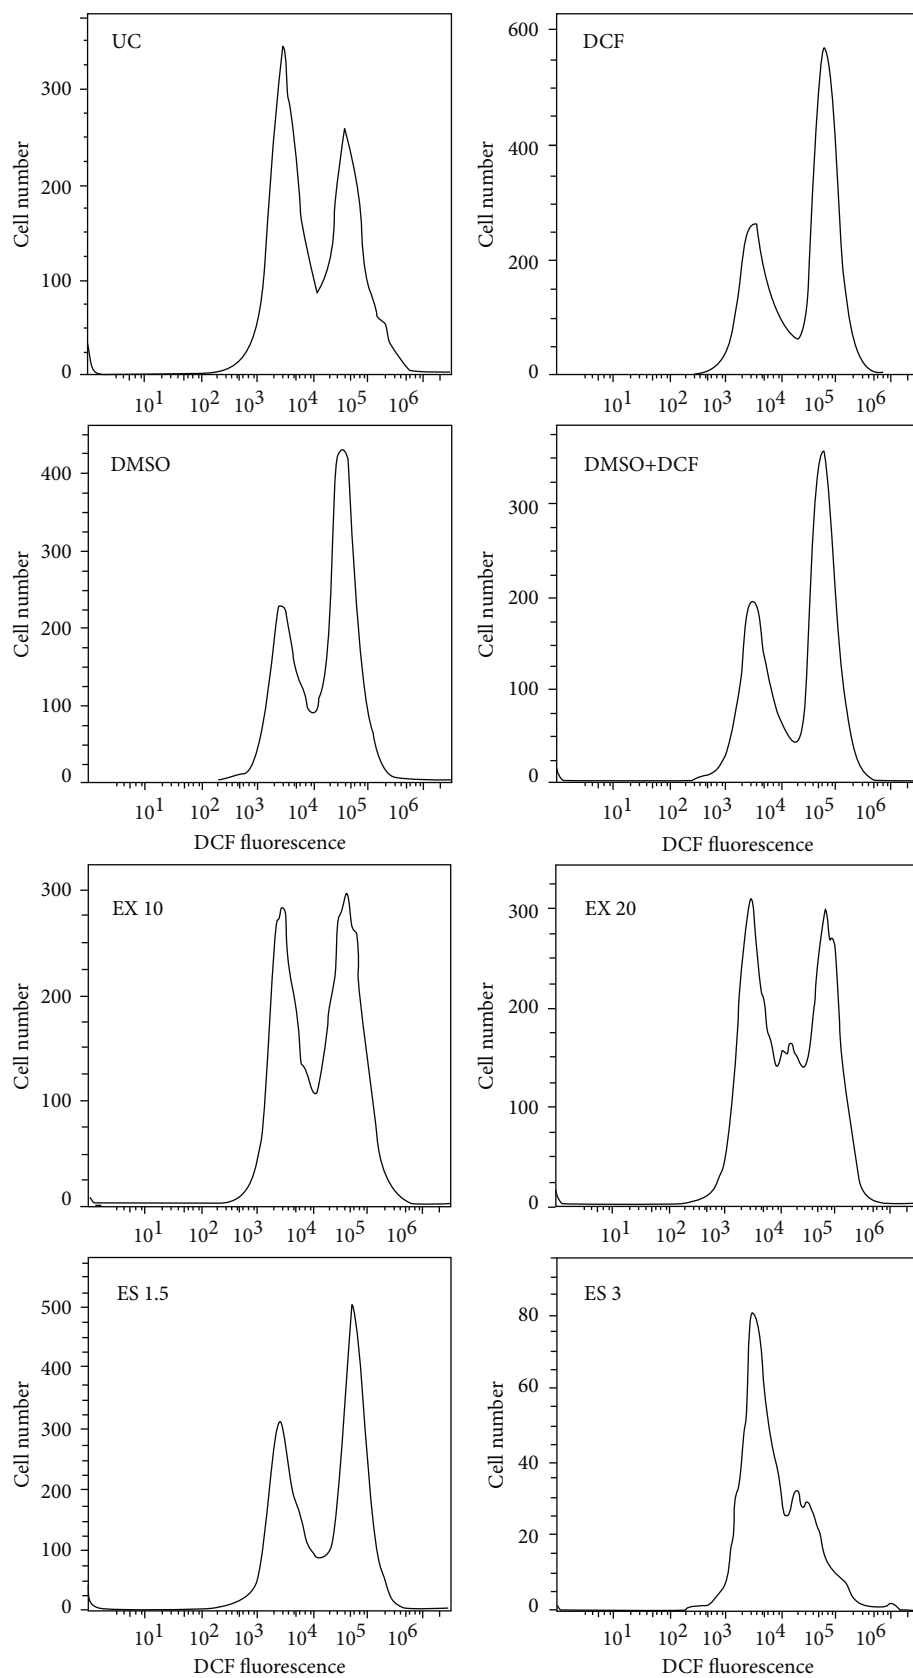 UC
Cell number
300
200
100
0
10¹ 10² 10³ 10⁴ 10⁵ 10⁶
DCF
Cell number
600
400
200
0
10¹ 10² 10³ 10⁴ 10⁵ 10⁶
DMSO
Cell number
400
300
200
100
0
10¹ 10² 10³ 10⁴ 10⁵ 10⁶
DCF fluorescence
DMSO+DCF
Cell number
300
200
100
0
10¹ 10² 10³ 10⁴ 10⁵ 10⁶
DCF fluorescence
EX 10
Cell number
300
200
100
0
10¹ 10² 10³ 10⁴ 10⁵ 10⁶
EX 20
Cell number
300
200
100
0
10¹ 10² 10³ 10⁴ 10⁵ 10⁶
ES 1.5
Cell number
500
400
300
200
100
0
10¹ 10² 10³ 10⁴ 10⁵ 10⁶
DCF fluorescence
ES 3
Cell number
80
60
40
20
0
10¹ 10² 10³ 10⁴ 10⁵ 10⁶
DCF fluorescence